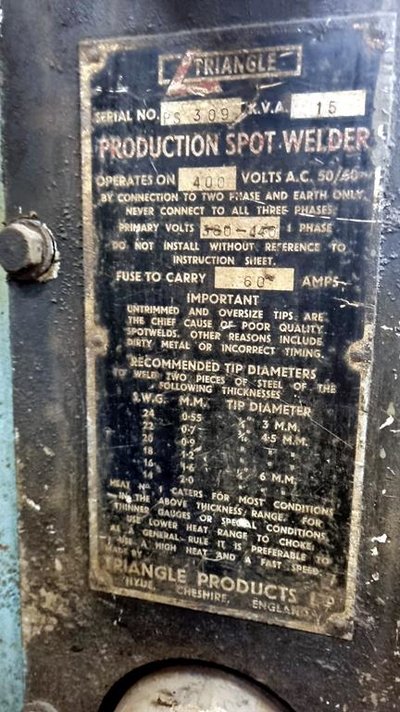 TRIANGLE
SERIAL NO. PS 309 K.V.A. 15
PRODUCTION SPOT WELDER
OPERATES ON 400 VOLTS A.C. 50/60~
BY CONNECTION TO TWO PHASE AND EARTH ONLY
NEVER CONNECT TO ALL THREE PHASES
PRIMARY VOLTS 1 PHASE
DO NOT INSTALL WITHOUT REFERENCE TO
INSTRUCTION SHEET.
FUSE TO CARRY 60 AMPS
IMPORTANT
UNTRIMMED AND OVERSIZE TIPS ARE
THE CHIEF CAUSE OF POOR QUALITY
SPOTWELDS. OTHER REASONS INCLUDE
DIRTY METAL OR INCORRECT TIMING.
RECOMMENDED TIP DIAMETERS
TO WELD TWO PIECES OF STEEL OF THE
FOLLOWING THICKNESSES
S.W.G. M.M. TIP DIAMETER
24 0·55 3 M.M.
22 0·7 4·5 M.M.
20 0·9 " "
18 1·2 " "
16 1·6 " "
14 2·0 6 M.M.
HEAT NO 1 CATERS FOR MOST CONDITIONS
IN THE ABOVE THICKNESS RANGE. FOR
THINNER GAUGES OR SPECIAL CONDITIONS
USE LOWER HEAT RANGE TO CHOKE.
AS A GENERAL RULE IT IS PREFERABLE TO
USE A HIGH HEAT AND A FAST SPEED.
MADE BY
TRIANGLE PRODUCTS
HYDE, CHESHIRE, ENGLAND